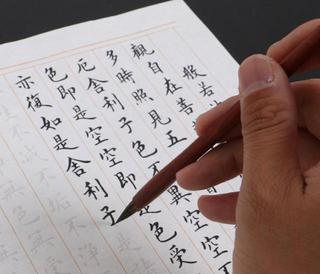 般若
觀自在菩
多時照見五
厄舍利子色不異空空
色即是空空即是色受
亦復如是舍利子